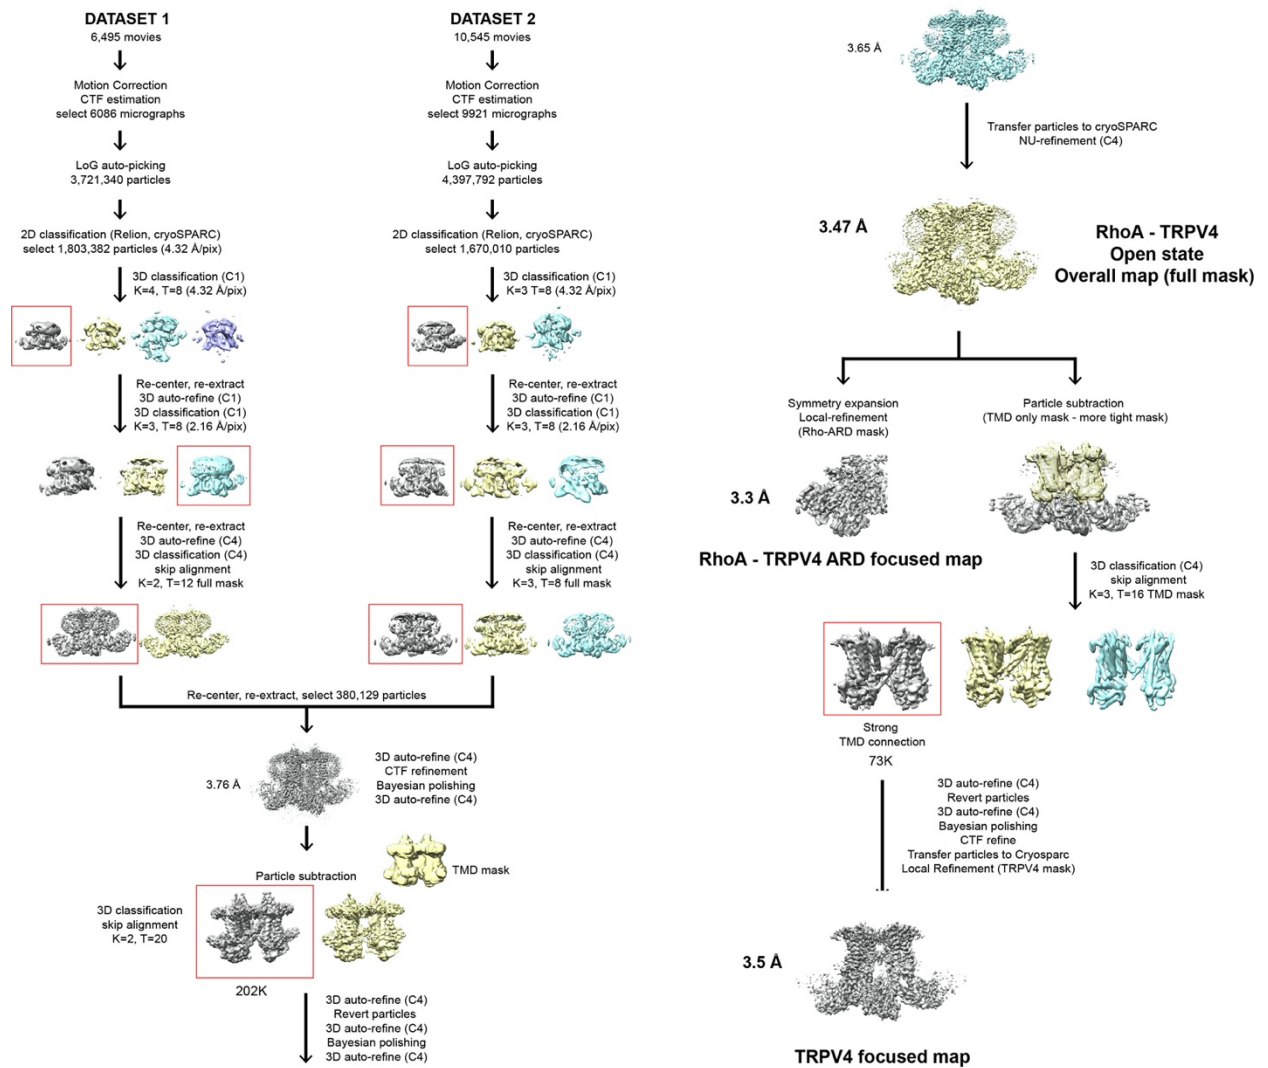 DATASET 1
6,495 movies
Motion Correction
CTF estimation
select 6086 micrographs
LoG auto-picking
3,721,340 particles
2D classification (Relion, cryoSPARC)
select 1,803,382 particles (4.32 Å/pix)
3D classification (C1)
K=4, T=8 (4.32 Å/pix)
Re-center, re-extract
3D auto-refine (C1)
3D classification (C1)
K=3, T=8 (2.16 Å/pix)
Re-center, re-extract
3D auto-refine (C4)
3D classification (C4)
skip alignment
K=2, T=12 full mask
DATASET 2
10,545 movies
Motion Correction
CTF estimation
select 9921 micrographs
LoG auto-picking
4,397,792 particles
2D classification (Relion, cryoSPARC)
select 1,670,010 particles
3D classification (C1)
K=3 T=8 (4.32 Å/pix)
Re-center, re-extract
3D auto-refine (C1)
3D classification (C1)
K=3, T=8 (2.16 Å/pix)
Re-center, re-extract
3D auto-refine (C4)
3D classification (C4)
skip alignment
K=3, T=8 full mask
Re-center, re-extract, select 380,129 particles
3.76 Å
3D auto-refine (C4)
CTF refinement
Bayesian polishing
3D auto-refine (C4)
TMD mask
Particle subtraction
3D classification
skip alignment
K=2, T=20
202K
3D auto-refine (C4)
Revert particles
3D auto-refine (C4)
Bayesian polishing
3D auto-refine (C4)
3.65 Å
Transfer particles to cryoSPARC
NU-refinement (C4)
3.47 Å
RhoA - TRPV4
Open state
Overall map (full mask)
Symmetry expansion
Local-refinement
(Rho-ARD mask)
3.3 Å
RhoA - TRPV4 ARD focused map
Particle subtraction
(TMD only mask - more tight mask)
3D classification (C4)
skip alignment
K=3, T=16 TMD mask
Strong
TMD connection
73K
3D auto-refine (C4)
Revert particles
3D auto-refine (C4)
Bayesian polishing
CTF refine
Transfer particles to Cryosparc
Local Refinement (TRPV4 mask)
3.5 Å
TRPV4 focused map